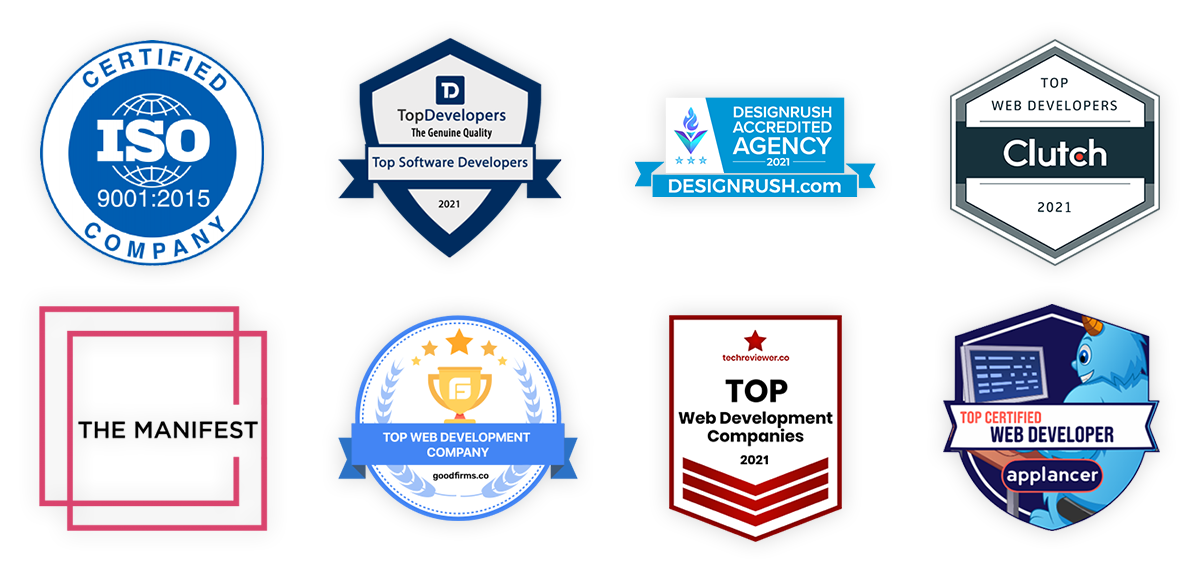 CERTIFIED
ISO
9001:2015
COMPANY
TD
TopDevelopers
The Genuine Quality
Top Software Developers
2021
DESIGNRUSH
ACCREDITED
AGENCY
2021
DESIGNRUSH.com
TOP
WEB DEVELOPERS
Clutch
2021
THE MANIFEST
TOP WEB DEVELOPMENT
COMPANY
goodfirms.co
techreviewer.co
TOP
Web Development
Companies
2021
TOP CERTIFIED
WEB DEVELOPER
applancer